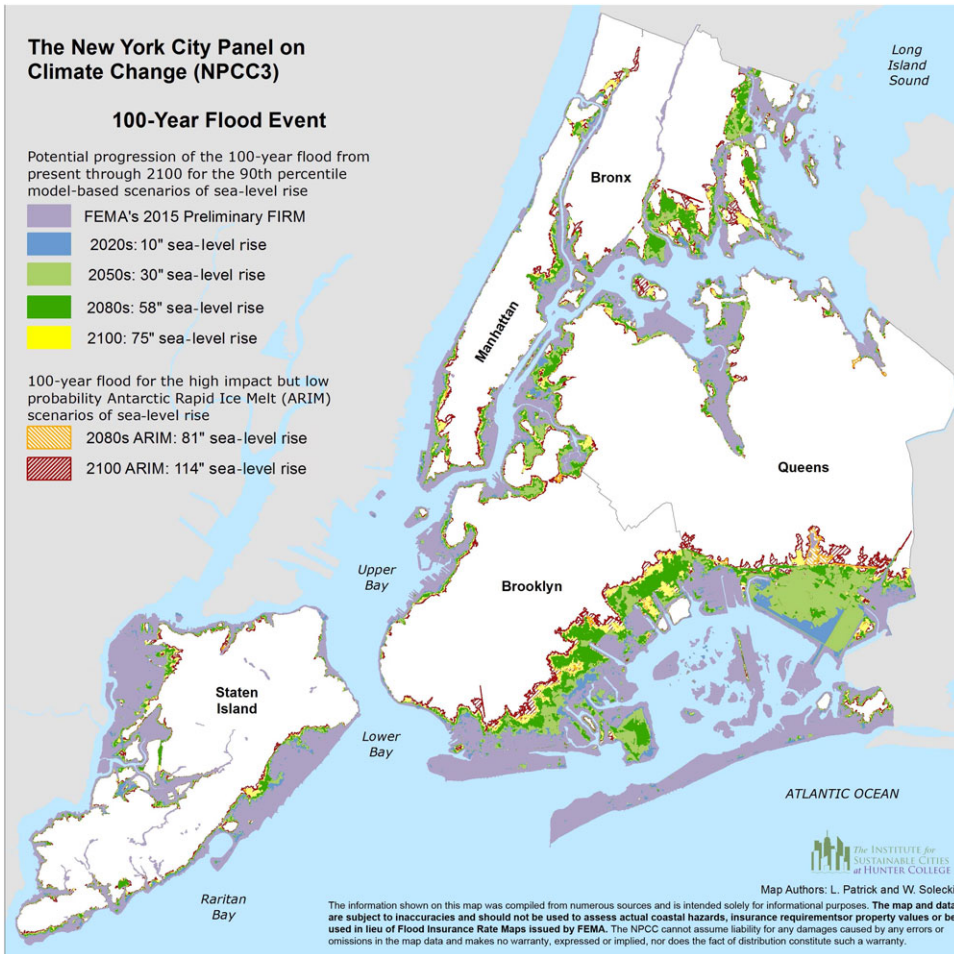 The New York City Panel on
Climate Change (NPCC3)
100-Year Flood Event
Potential progression of the 100-year flood from
present through 2100 for the 90th percentile
model-based scenarios of sea-level rise
FEMA's 2015 Preliminary FIRM
2020s: 10" sea-level rise
2050s: 30" sea-level rise
2080s: 58" sea-level rise
2100: 75" sea-level rise
100-year flood for the high impact but low
probability Antarctic Rapid Ice Melt (ARIM)
scenarios of sea-level rise
2080s ARIM: 81" sea-level rise
2100 ARIM: 114" sea-level rise
Long
Island
Sound
Bronx
Manhattan
Queens
Upper
Bay
Brooklyn
Staten
Island
Lower
Bay
ATLANTIC OCEAN
Raritan
Bay
The INSTITUTE for
SUSTAINABLE CITIES
at HUNTER COLLEGE
Map Authors: L. Patrick and W. Solecki
The information shown on this map was compiled from numerous sources and is intended solely for informational purposes. The map and data
are subject to inaccuracies and should not be used to assess actual coastal hazards, insurance requirementsor property values or be
used in lieu of Flood Insurance Rate Maps issued by FEMA. The NPCC cannot assume liability for any damages caused by any errors or
omissions in the map data and makes no warranty, expressed or implied, nor does the fact of distribution constitute such a warranty.